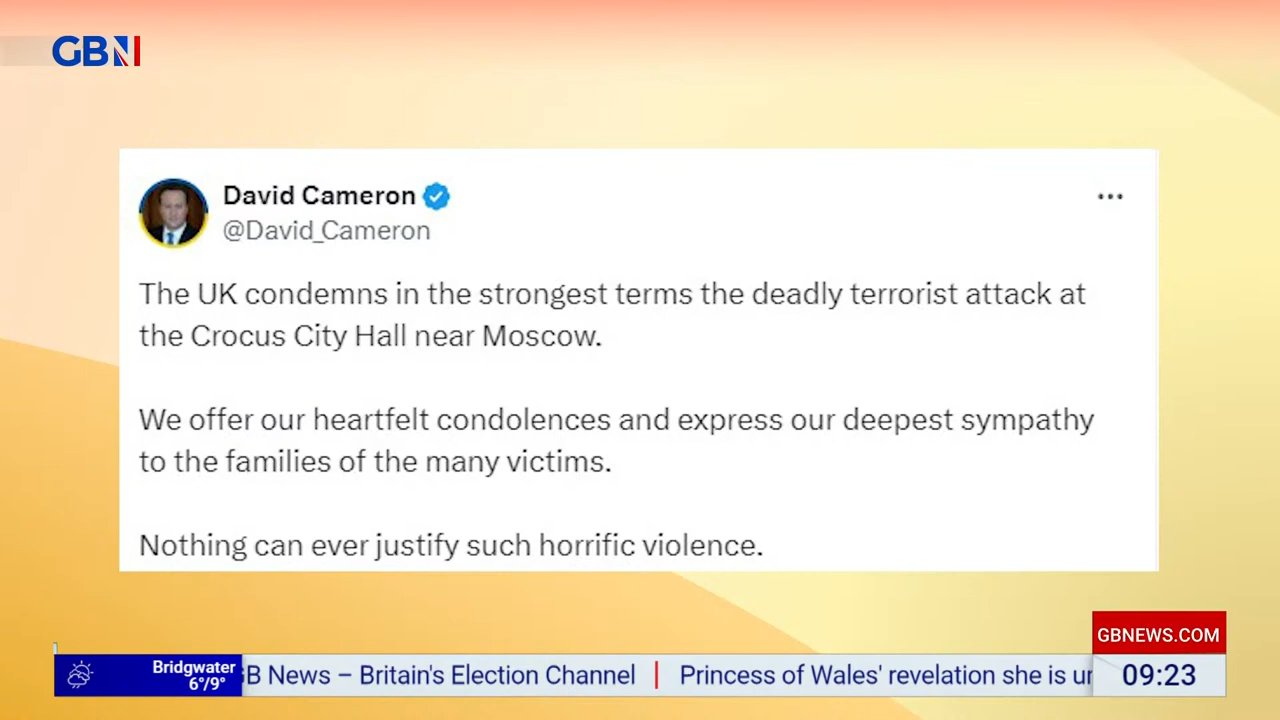 GBN
David Cameron
@David_Cameron
The UK condemns in the strongest terms the deadly terrorist attack at
the Crocus City Hall near Moscow.
We offer our heartfelt condolences and express our deepest sympathy
to the families of the many victims.
Nothing can ever justify such horrific violence.
GBNEWS.COM
Bridgwater
6°/9°
GB News – Britain's Election Channel | Princess of Wales' revelation she is
09:23